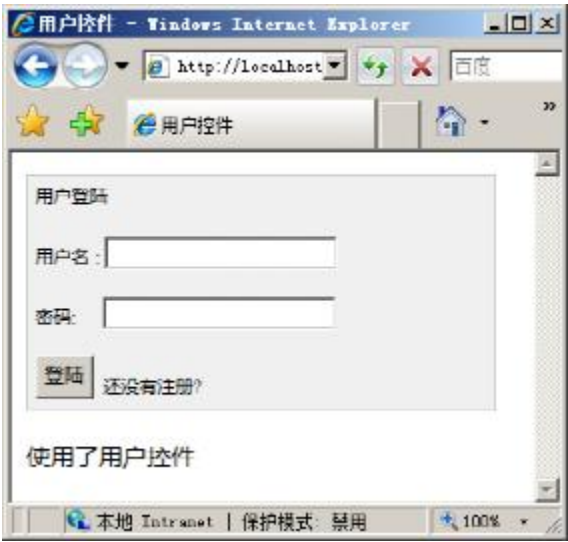 用户控件 - Windows Internet Explorer
http://localhost
百度
用户控件
»
用户登陆
用户名：
密码:
登陆 还没有注册?
使用了用户控件
本地 Intranet | 保护模式: 禁用
100%